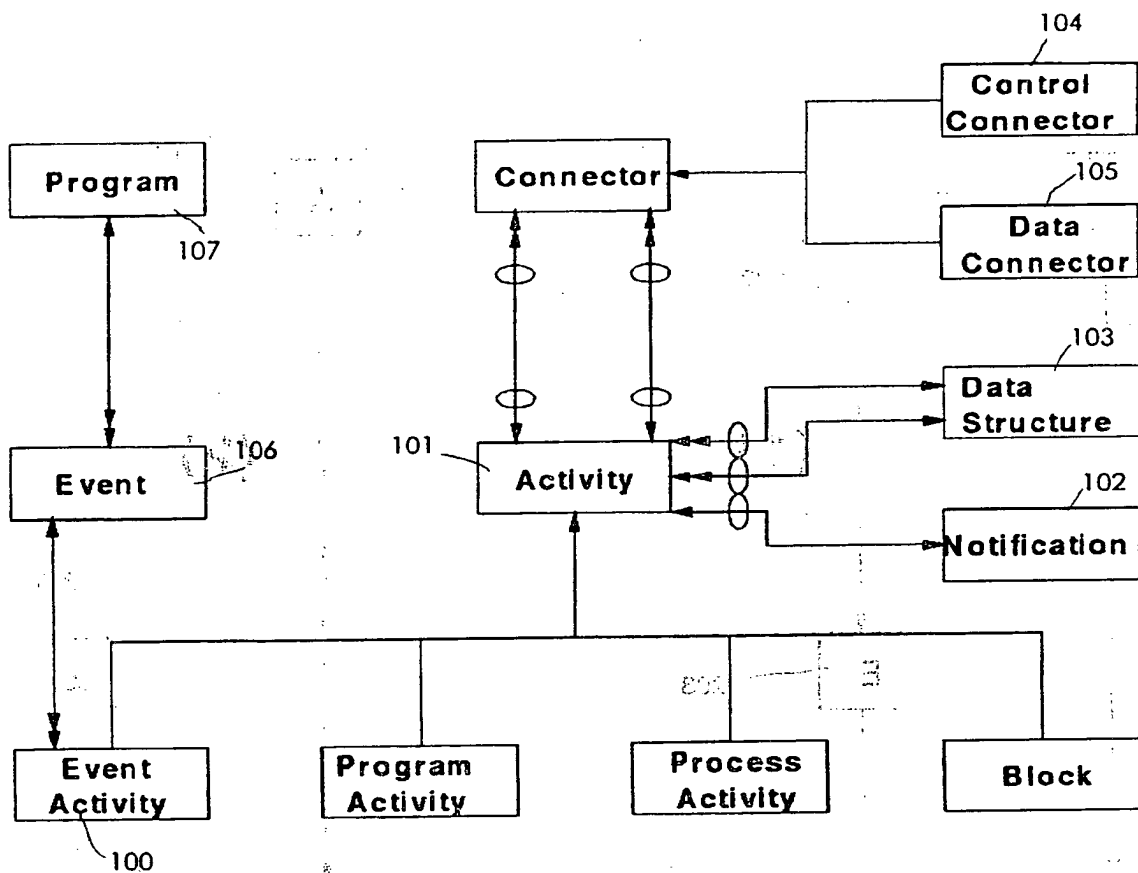 104
Control
Connector
Program
107
Connector
105
Data
Connector
103
Data
Structure
101
Activity
106
Event
102
Notification
Event
Activity
100
Program
Activity
Process
Activity
Block